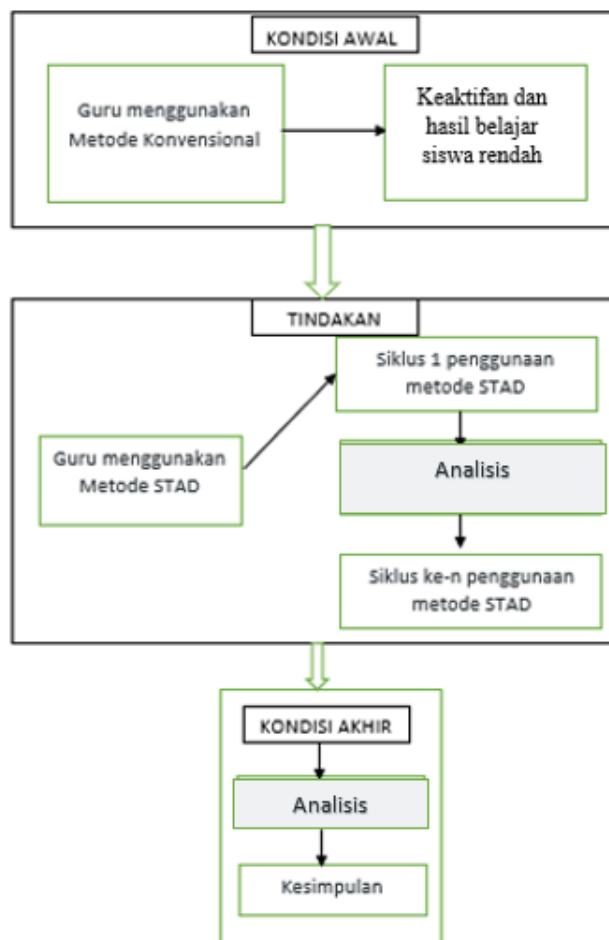 KONDISI AWAL
Guru menggunakan
Metode Konvensional
Keaktifan dan
hasil belajar
siswa rendah
TINDAKAN
Siklus 1 penggunaan
metode STAD
Guru menggunakan
Metode STAD
Analisis
Siklus ke-n penggunaan
metode STAD
KONDISI AKHIR
Analisis
Kesimpulan